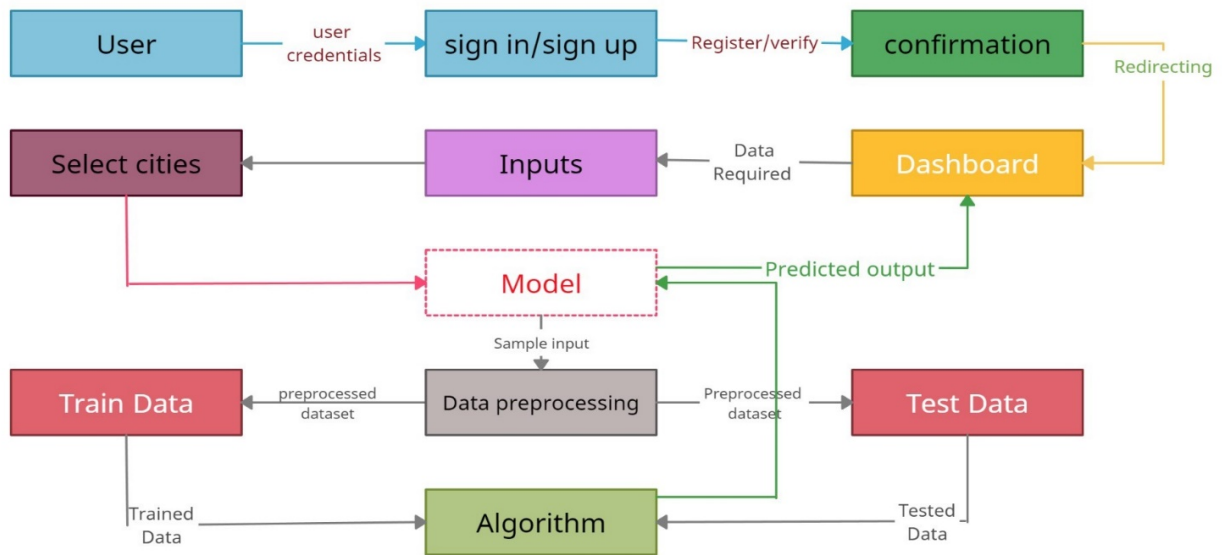 User
user
credentials
sign in/sign up
Register/verify
confirmation
Redirecting
Select cities
Inputs
Data
Required
Dashboard
Model
Predicted output
Sample input
Train Data
preprocessed
dataset
Data preprocessing
Preprocessed
dataset
Test Data
Trained
Data
Algorithm
Tested
Data